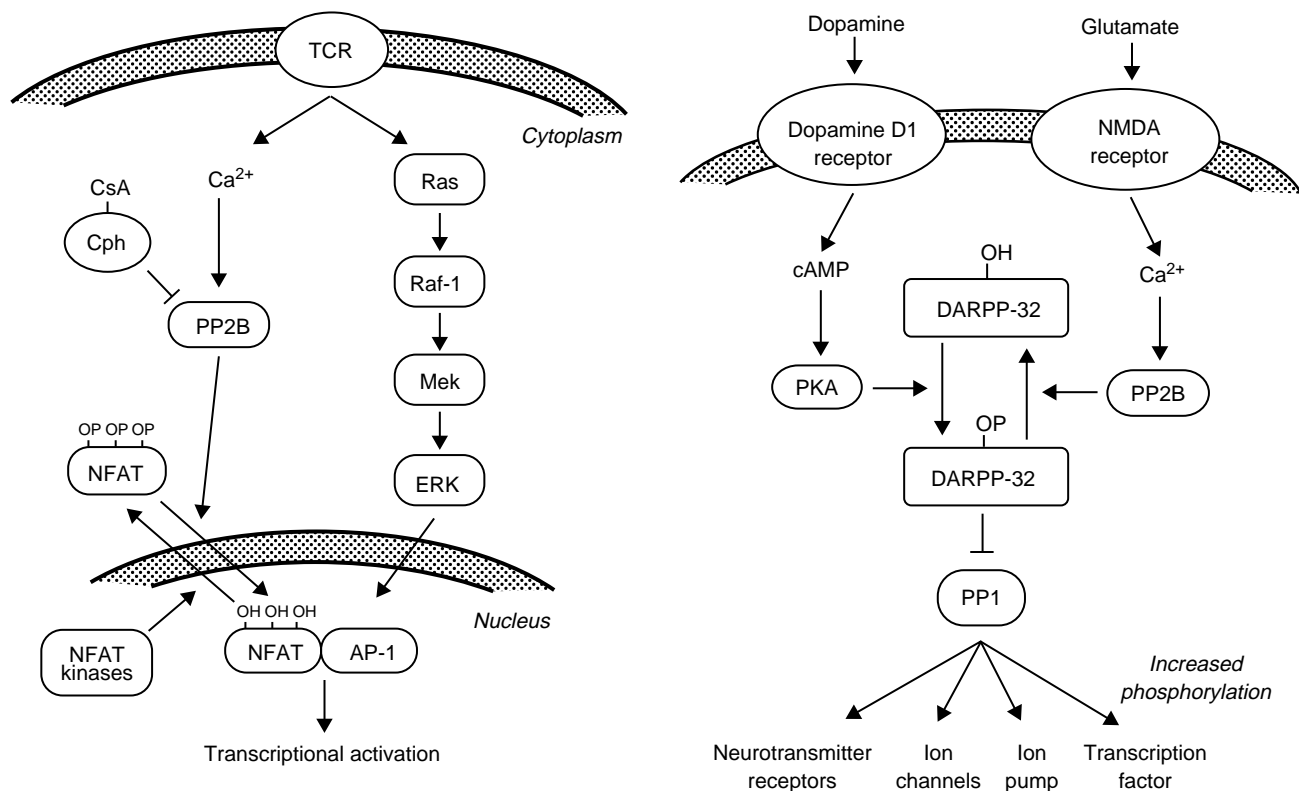 TCR
Cytoplasm
Ca2+
Ras
CsA
Cph
Raf-1
PP2B
Mek
OP OP OP
NFAT
ERK
OH OH OH
Nucleus
NFAT
AP-1
NFAT
kinases
Transcriptional activation
Dopamine
Glutamate
Dopamine D1
receptor
NMDA
receptor
cAMP
OH
DARPP-32
Ca2+
PKA
PP2B
OP
DARPP-32
PP1
Increased
phosphorylation
Neurotransmitter
receptors
Ion
channels
Ion
pump
Transcription
factor